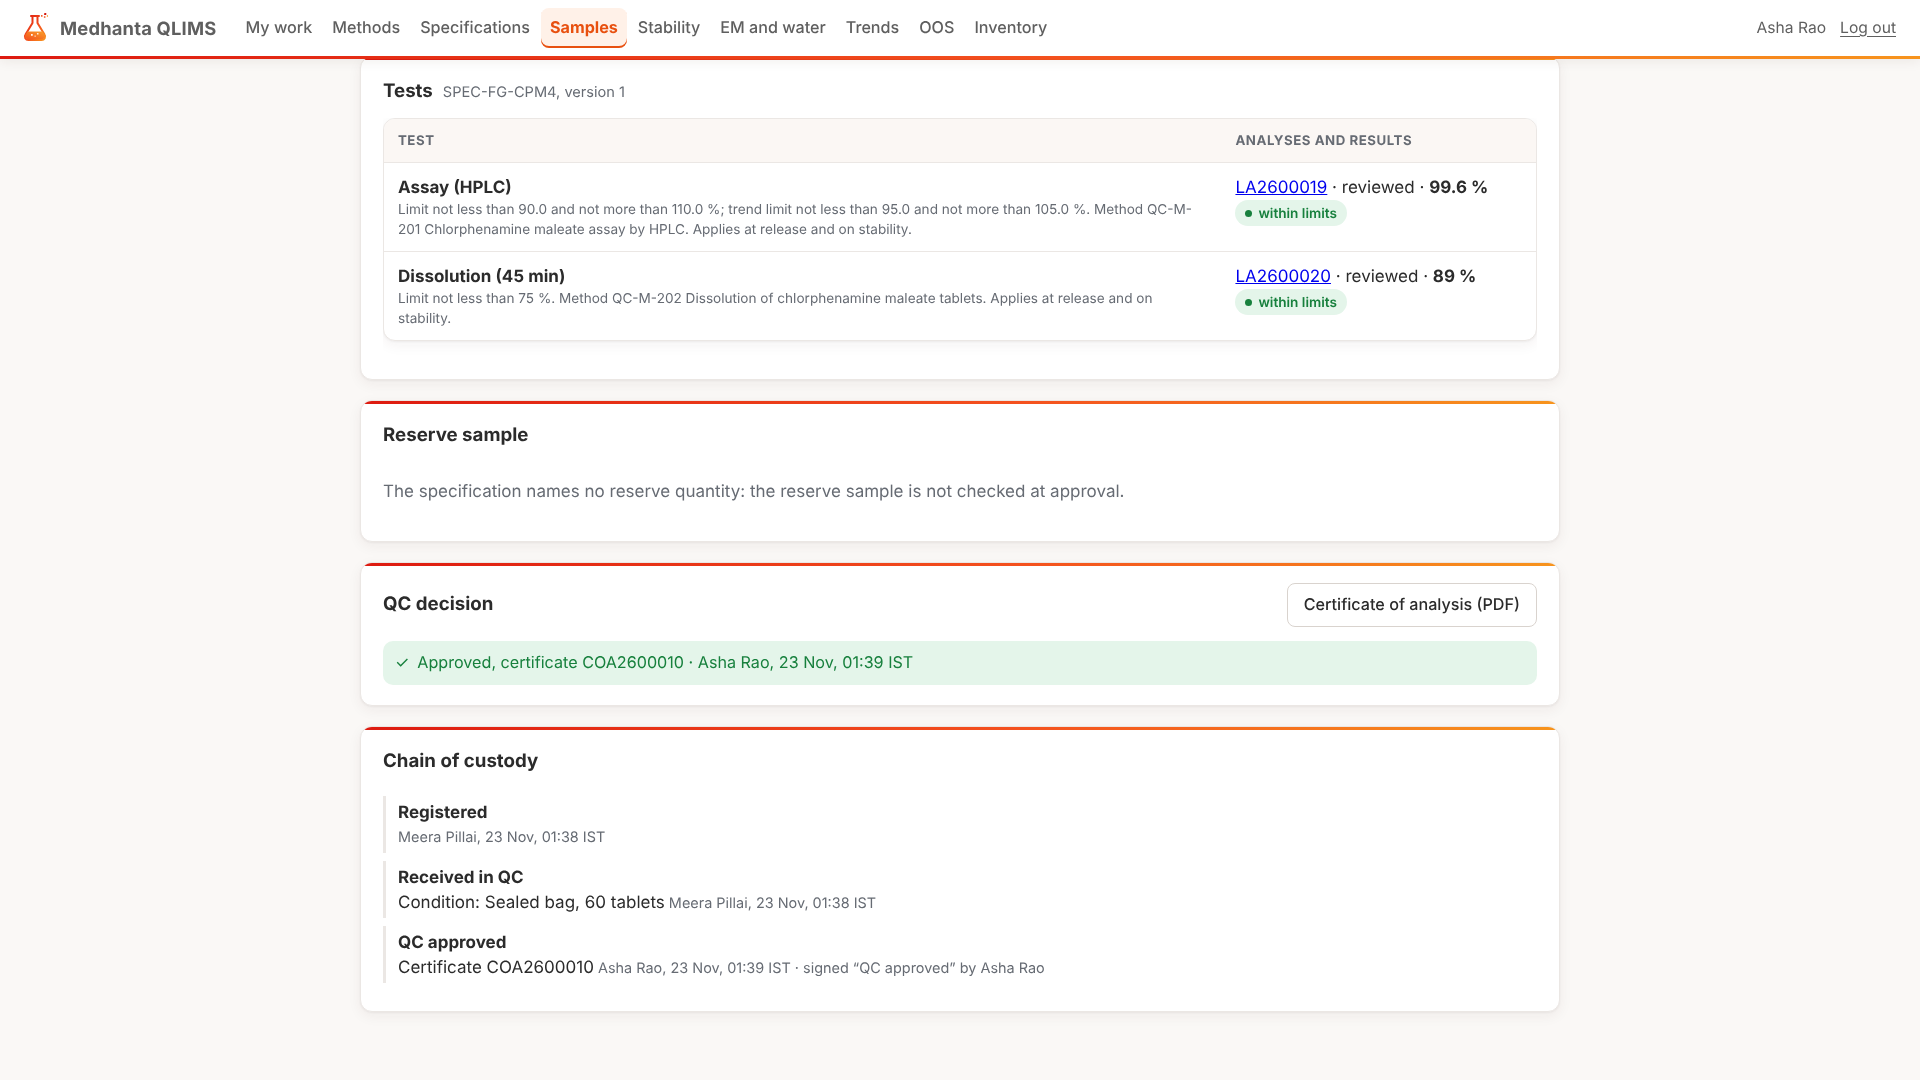 Medhanta QLIMS My work Methods Specifications Samples Stability EM and water Trends OOS Inventory Asha Rao Log out
Tests SPEC-FG-CPM4, version 1
TEST ANALYSES AND RESULTS
Assay (HPLC) LA2600019 · reviewed · 99.6 %
Limit not less than 90.0 and not more than 110.0 %; trend limit not less than 95.0 and not more than 105.0 %. Method QC-M-
within limits
201 Chlorphenamine maleate assay by HPLC. Applies at release and on stability.
Dissolution (45 min) LA2600020 · reviewed · 89 %
Limit not less than 75 %. Method QC-M-202 Dissolution of chlorphenamine maleate tablets. Applies at release and on
within limits
stability.
Reserve sample
The specification names no reserve quantity: the reserve sample is not checked at approval.
QC decision Certificate of analysis (PDF)
✓ Approved, certificate COA2600010 · Asha Rao, 23 Nov, 01:39 IST
Chain of custody
Registered
Meera Pillai, 23 Nov, 01:38 IST
Received in QC
Condition: Sealed bag, 60 tablets Meera Pillai, 23 Nov, 01:38 IST
QC approved
Certificate COA2600010 Asha Rao, 23 Nov, 01:39 IST · signed “QC approved” by Asha Rao